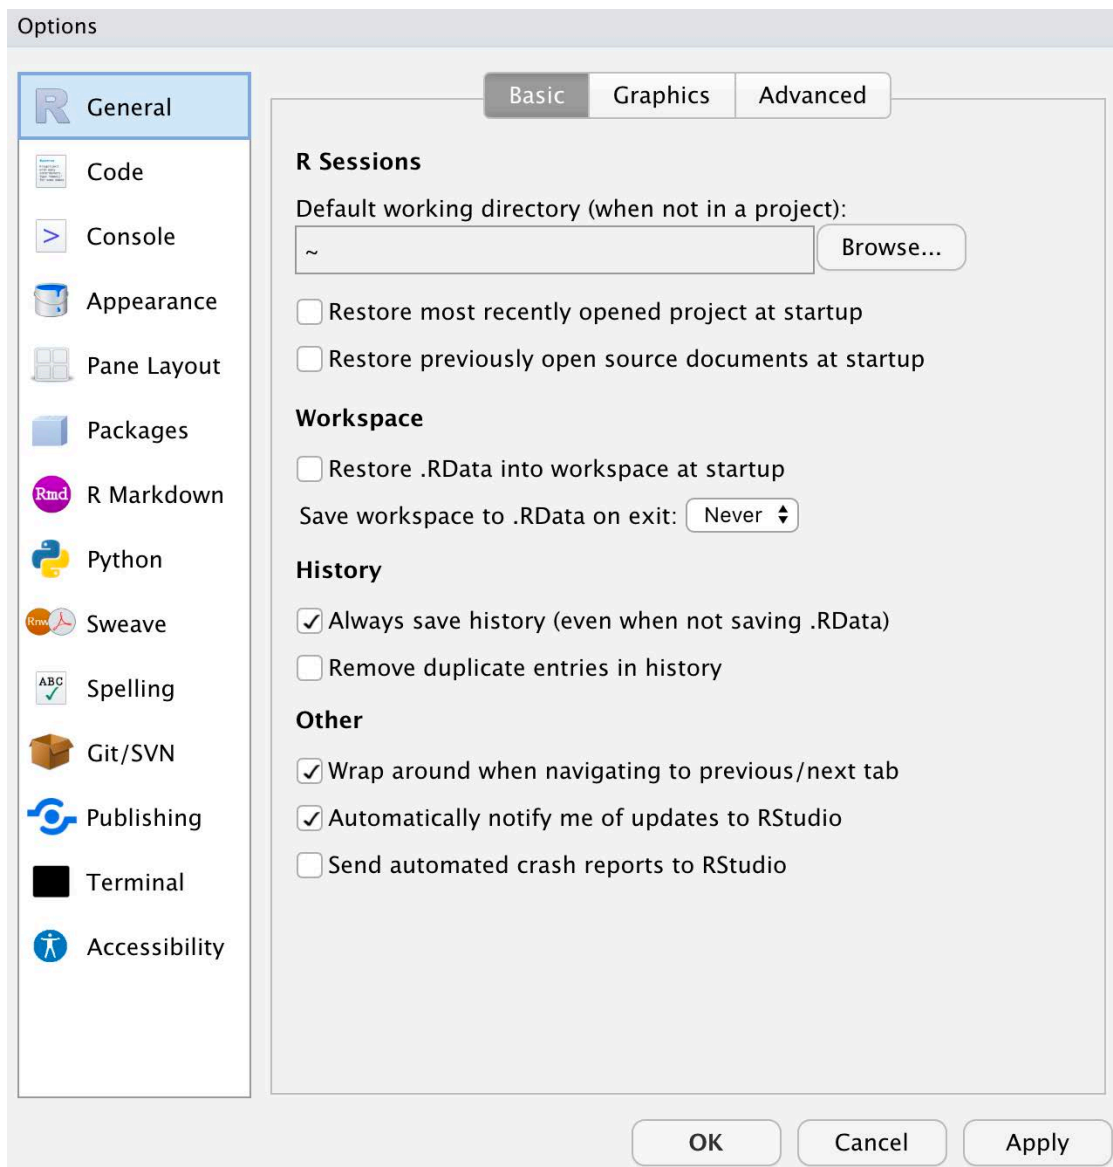 Options
General
Code
Console
Appearance
Pane Layout
Packages
Rmd R Markdown
Python
Rnw Sweave
ABC Spelling
Git/SVN
Publishing
Terminal
Accessibility
Basic Graphics Advanced
R Sessions
Default working directory (when not in a project):
~ Browse...
Restore most recently opened project at startup
Restore previously open source documents at startup
Workspace
Restore .RData into workspace at startup
Save workspace to .RData on exit: Never
History
Always save history (even when not saving .RData)
Remove duplicate entries in history
Other
Wrap around when navigating to previous/next tab
Automatically notify me of updates to RStudio
Send automated crash reports to RStudio
OK Cancel Apply